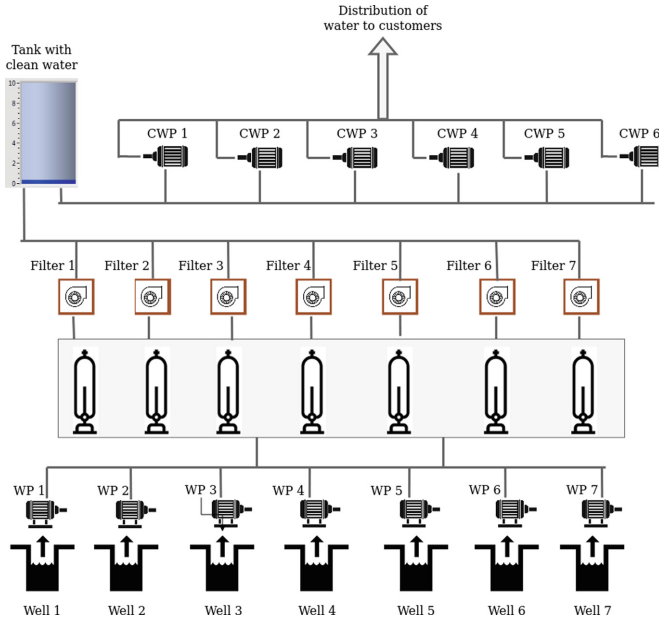 Distribution of
water to customers
Tank with
clean water
10
8
6
4
2
0
CWP 1
CWP 2
CWP 3
CWP 4
CWP 5
CWP 6
Filter 1
Filter 2
Filter 3
Filter 4
Filter 5
Filter 6
Filter 7
WP 1
WP 2
WP 3
WP 4
WP 5
WP 6
WP 7
Well 1
Well 2
Well 3
Well 4
Well 5
Well 6
Well 7